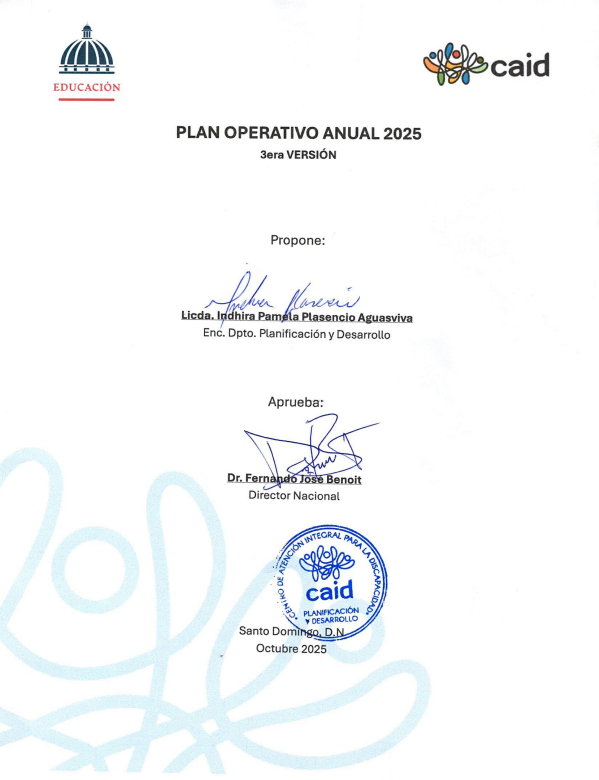 EDUCACIÓN
caid
PLAN OPERATIVO ANUAL 2025
3era VERSIÓN
Propone:
Licda. Indhira Pamela Plasencio Aguasviva
Enc. Dpto. Planificación y Desarrollo
Aprueba:
Dr. Fernando José Benoit
Director Nacional
CENTRO DE ATENCIÓN INTEGRAL PARA LA DISCAPACIDAD
caid
PLANIFICACIÓN
Y DESARROLLO
Santo Domingo, D.N
Octubre 2025